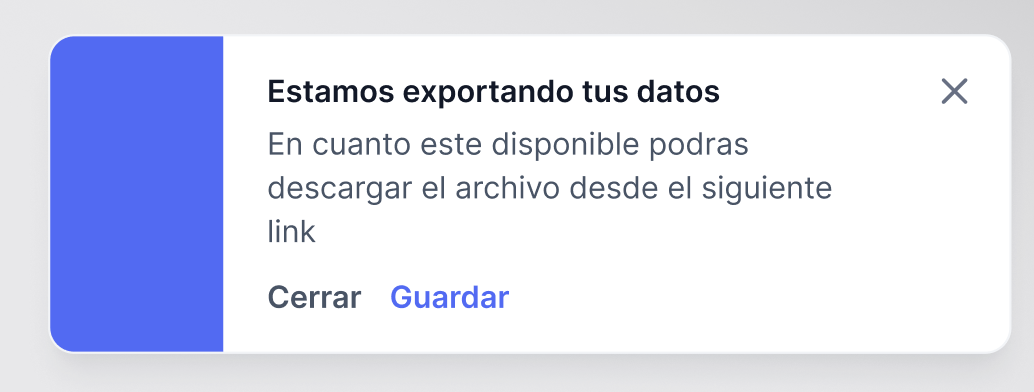 Estamos exportando tus datos
En cuanto este disponible podras
descargar el archivo desde el siguiente
link
Cerrar Guardar